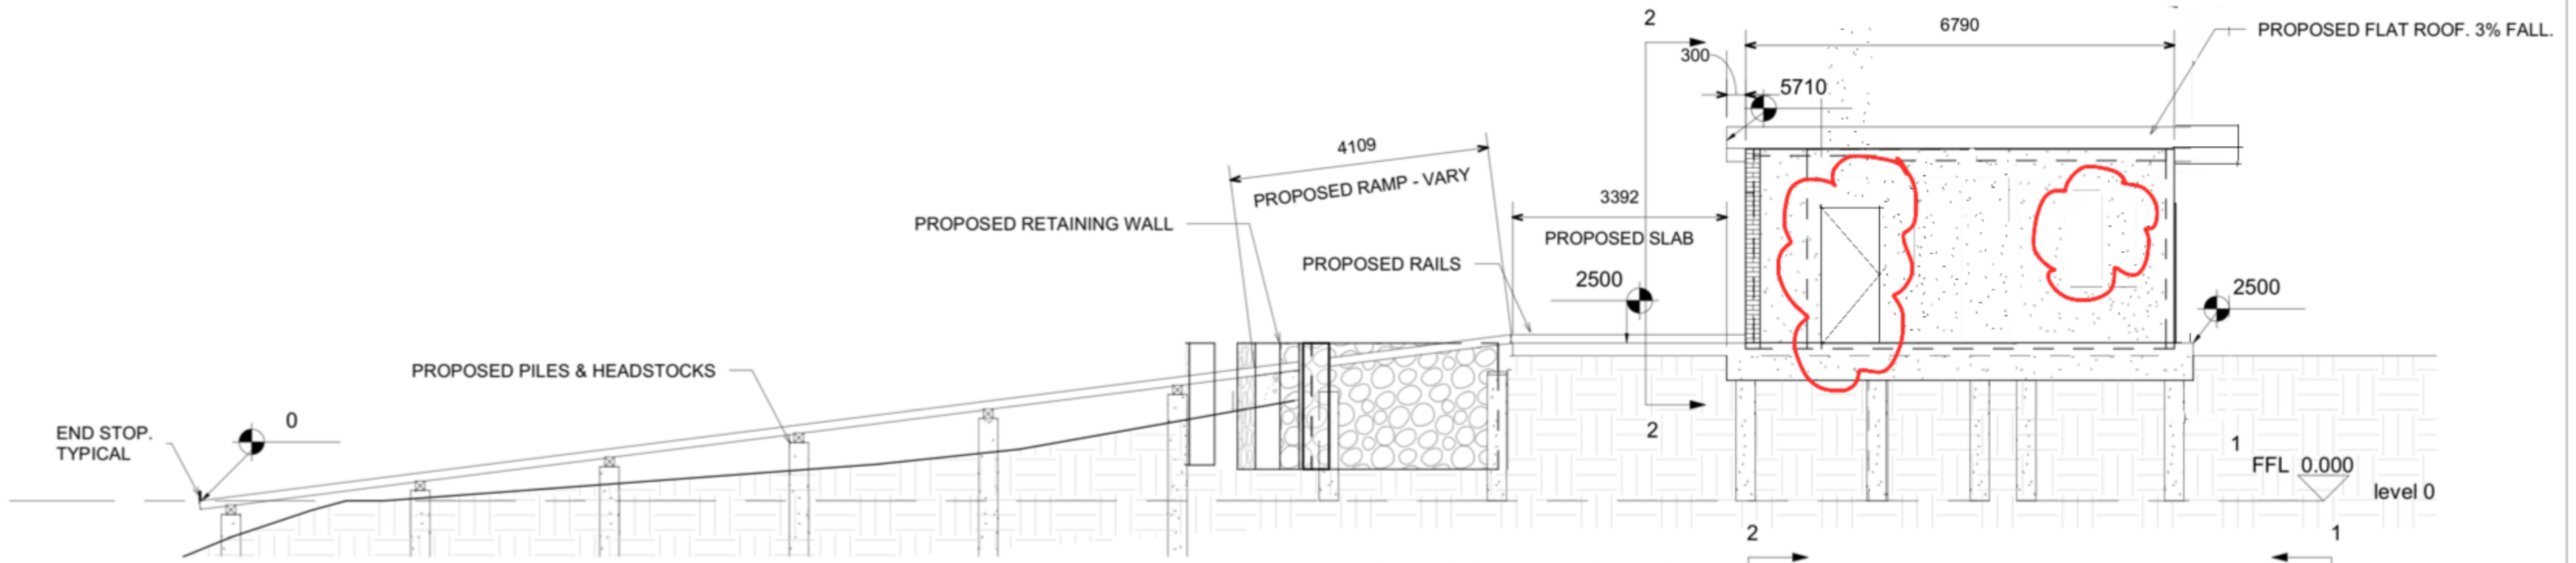 2
6790
PROPOSED FLAT ROOF. 3% FALL.
300
5710
4109
PROPOSED RAMP - VARY
3392
PROPOSED RETAINING WALL
PROPOSED SLAB
PROPOSED RAILS
2500
2500
PROPOSED PILES & HEADSTOCKS
0
END STOP.
TYPICAL
2
1
FFL 0.000
level 0
2
1